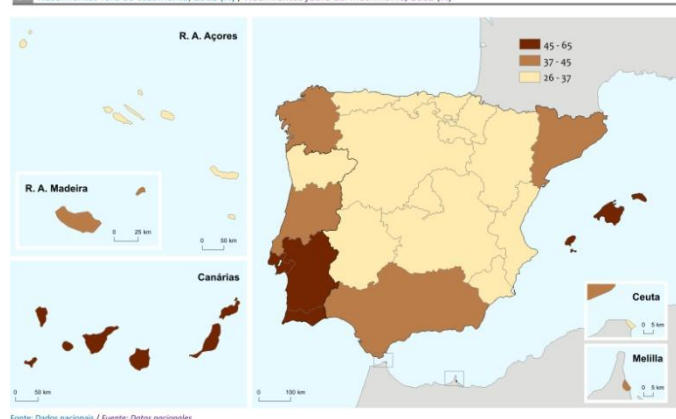 R. A. Açores
R. A. Madeira
0 25 km
0 50 km
Canárias
0 50 km
45 - 65
37 - 45
26 - 37
0 100 km
Ceuta
0 5 km
Melilla
0 5 km
Fonte: Dados nacionais / Fuente: Datos nacionales